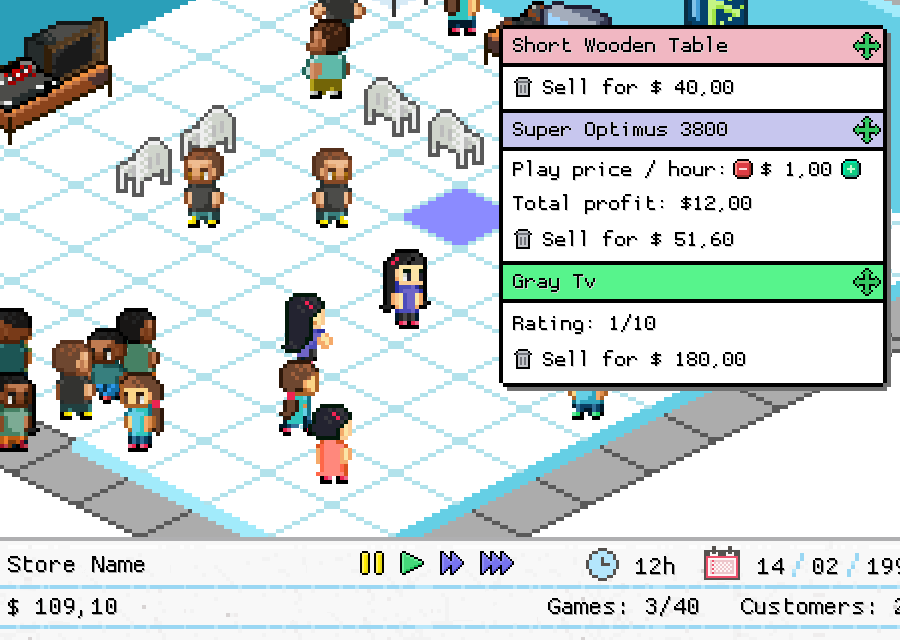 Short Wooden Table
Sell for $ 40,00
Super Optimus 3800
Play price / hour: $ 1,00
Total profit: $12,00
Sell for $ 51,60
Gray Tv
Rating: 1/10
Sell for $ 180,00
Store Name 12h 14/02/199
$ 109,10 Games: 3/40 Customers: 2